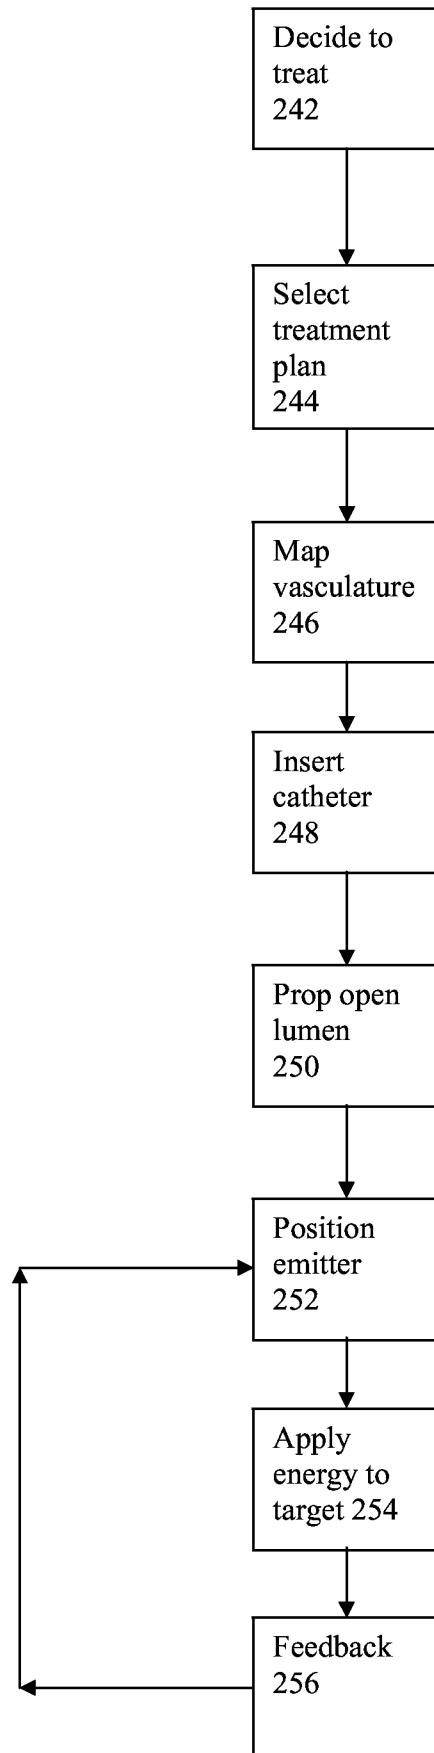 Decide to
treat
242
Select
treatment
plan
244
Map
vasculature
246
Insert
catheter
248
Prop open
lumen
250
Position
emitter
252
Apply
energy to
target 254
Feedback
256